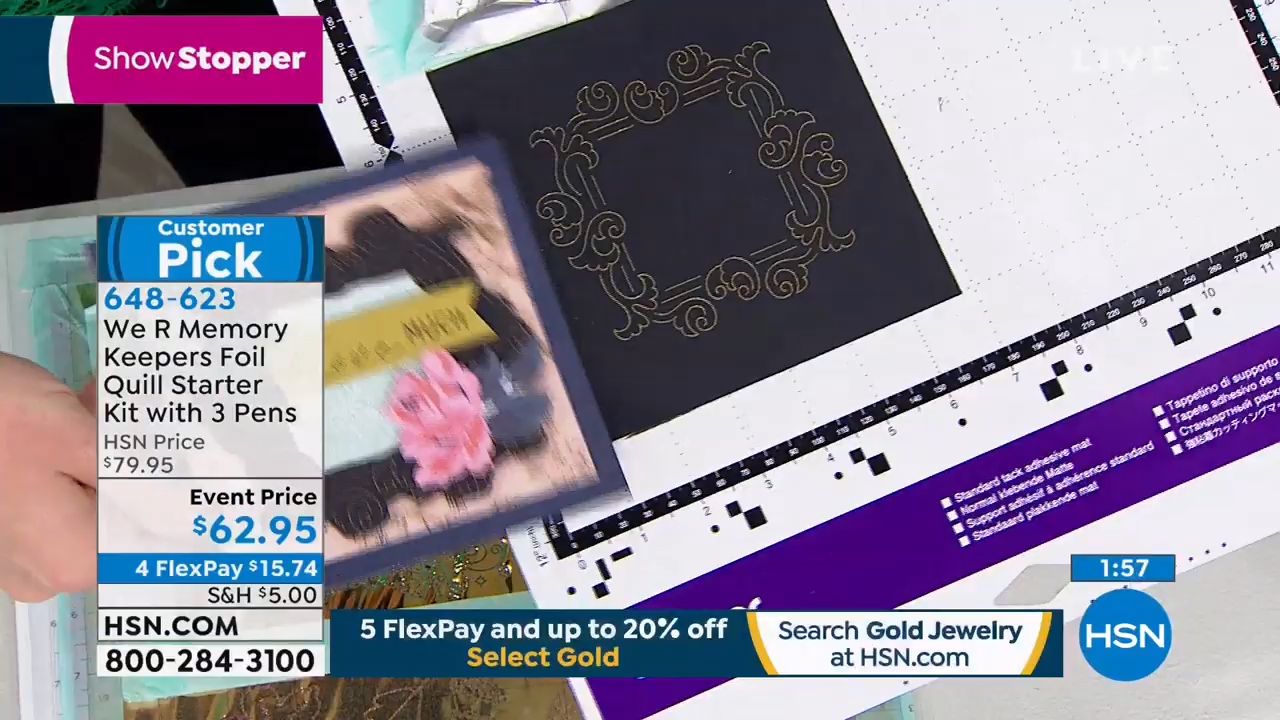 ShowStopper
LIVE
Customer
Pick
648-623
We R Memory
Keepers Foil
Quill Starter
Kit with 3 Pens
HSN Price
$79.95
Event Price
$62.95
4 FlexPay $15.74
S&H $5.00
HSN.COM
800-284-3100
Standard tack adhesive mat
Normal klebende Matte
Support adhésif à adhérence standard
Standaard plakkende mat
Tappetino di supporto
1:57
5 FlexPay and up to 20% off
Select Gold
Search Gold Jewelry
at HSN.com
HSN